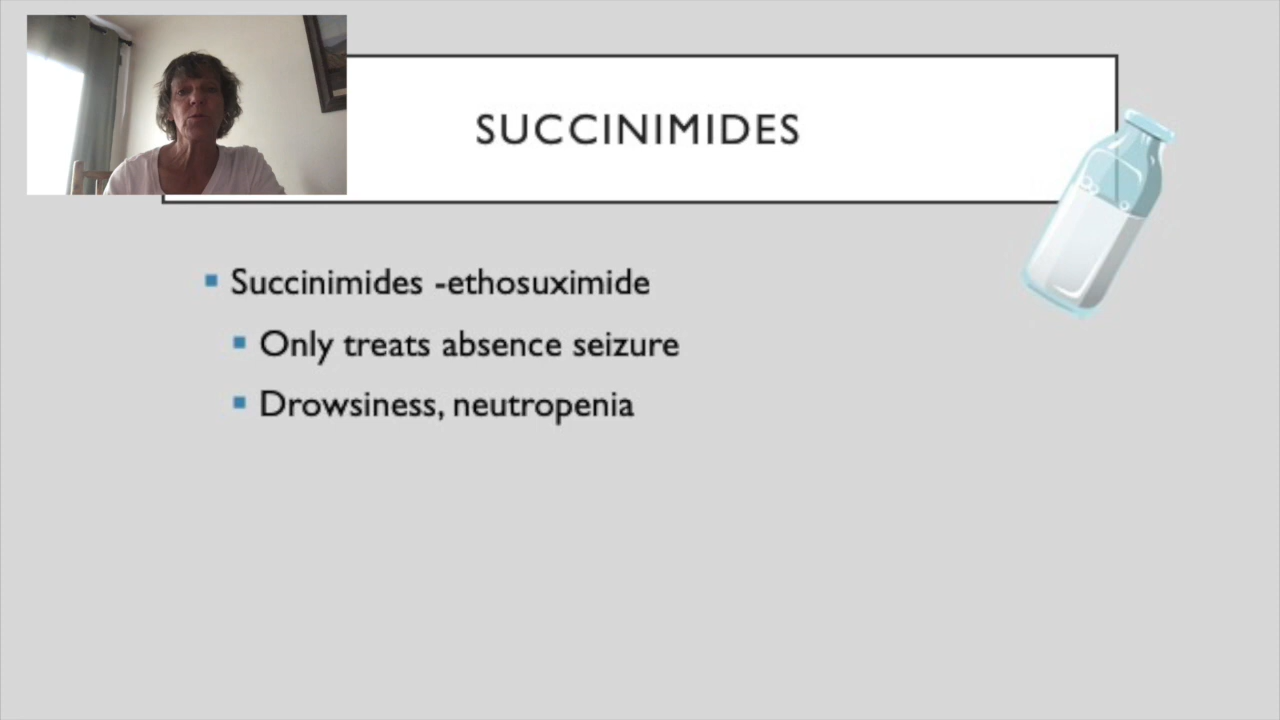 SUCCINIMIDES
Succinimides -ethosuximide
Only treats absence seizure
Drowsiness, neutropenia